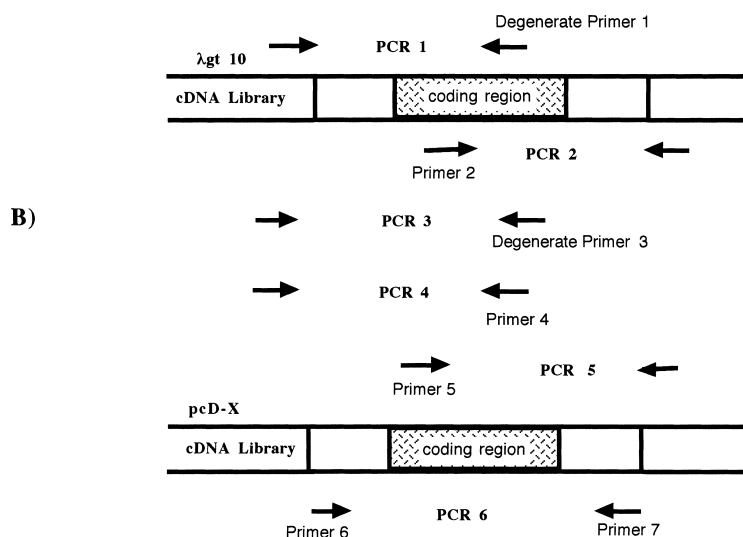 Degenerate Primer 1
PCR 1
λgt 10
cDNA Library
coding region
PCR 2
Primer 2
B)
PCR 3
Degenerate Primer 3
PCR 4
Primer 4
PCR 5
Primer 5
pcD-X
cDNA Library
coding region
PCR 6
Primer 6
Primer 7